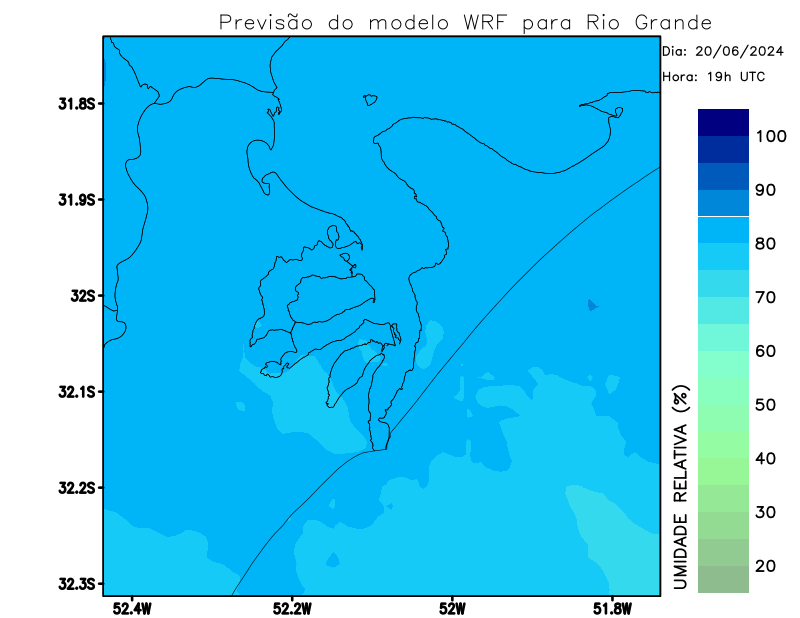 Previsão do modelo WRF para Rio Grande
Dia: 20/06/2024
Hora: 19h UTC
31.8S
31.9S
32S
32.1S
32.2S
32.3S
52.4W 52.2W 52W 51.8W
100
90
80
70
60
50
40
30
20
UMIDADE RELATIVA (%)